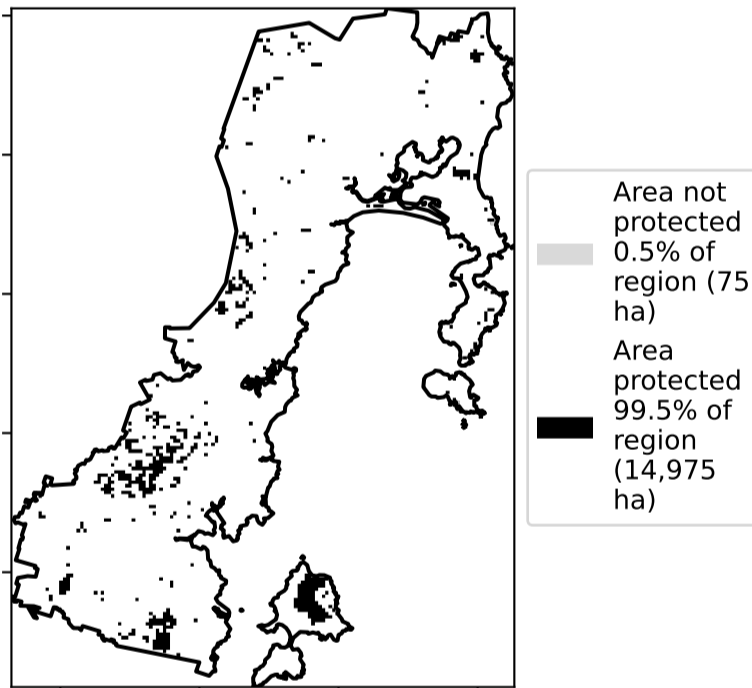 Area not
protected
0.5% of
region (75
ha)
Area
protected
99.5% of
region
(14,975
ha)